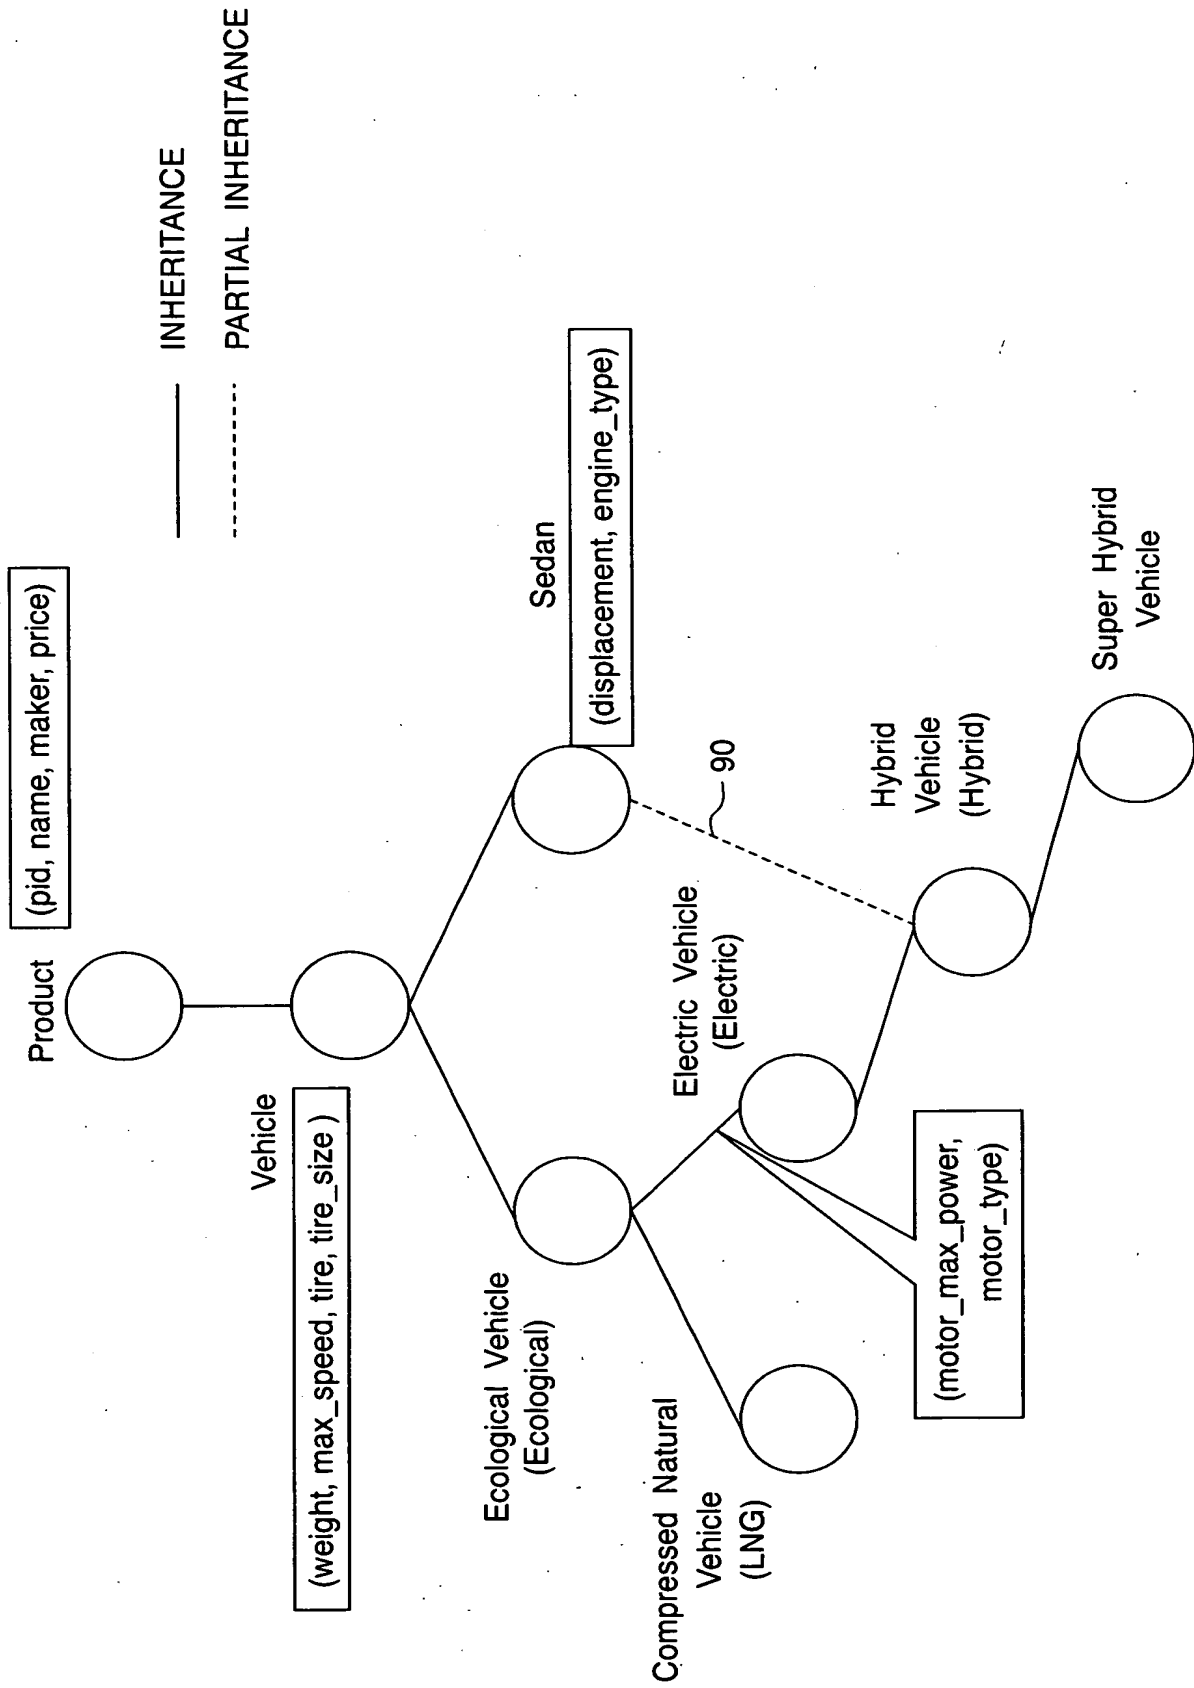 Product
(pid, name, maker, price)
INHERITANCE
PARTIAL INHERITANCE
Vehicle
(weight, max_speed, tire, tire_size )
Ecological Vehicle
(Ecological)
Sedan
(displacement, engine_type)
Compressed Natural
Vehicle
(LNG)
Electric Vehicle
(Electric)
90
(motor_max_power,
motor_type)
Hybrid
Vehicle
(Hybrid)
Super Hybrid
Vehicle